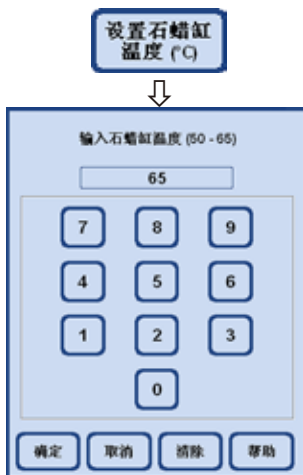 设置石蜡缸
温度 (°C)
输入石蜡缸温度 (50 - 65)
65
7 8 9
4 5 6
1 2 3
0
确定 取消 清除 帮助